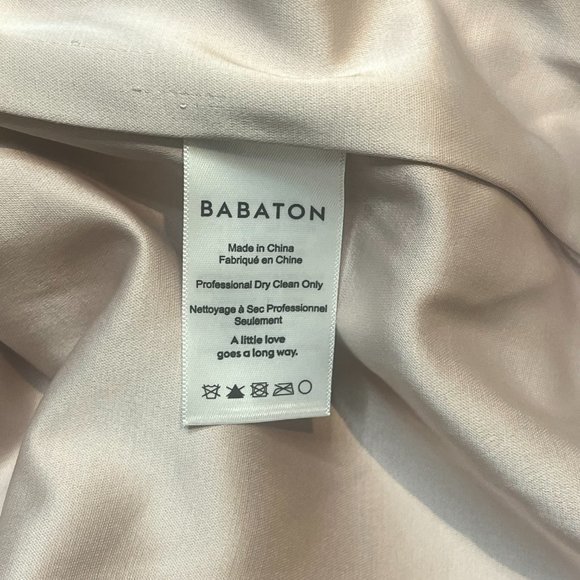 BABATON
Made in China
Fabriqué en Chine
Professional Dry Clean Only
Nettoyage à Sec Professionnel
Seulement
A little love
goes a long way.